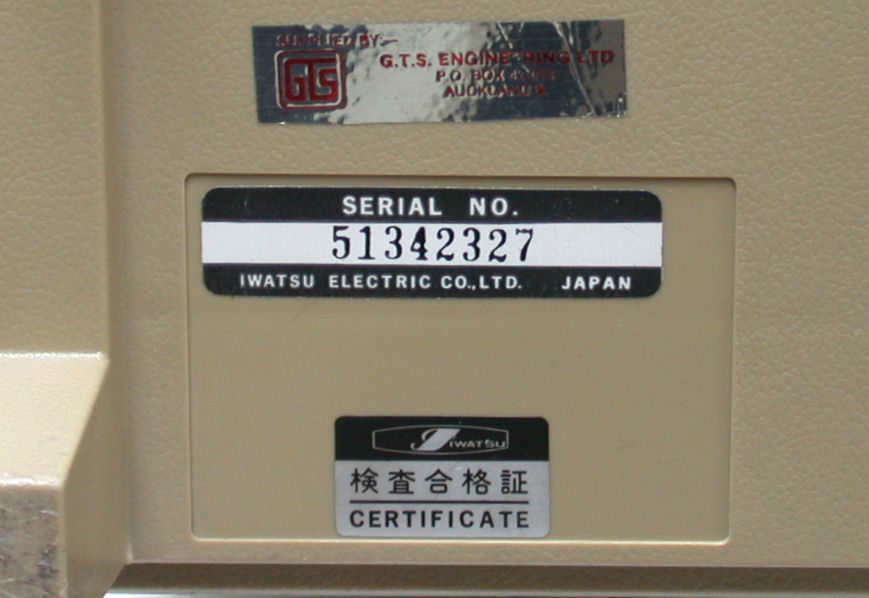 SUPPLIED BY:—
GTS
G.T.S. ENGINEERING LTD
P.O. BOX
AUCKLAND
SERIAL NO.
51342327
IWATSU ELECTRIC CO.,LTD. JAPAN
IWATSU
検査合格証
CERTIFICATE